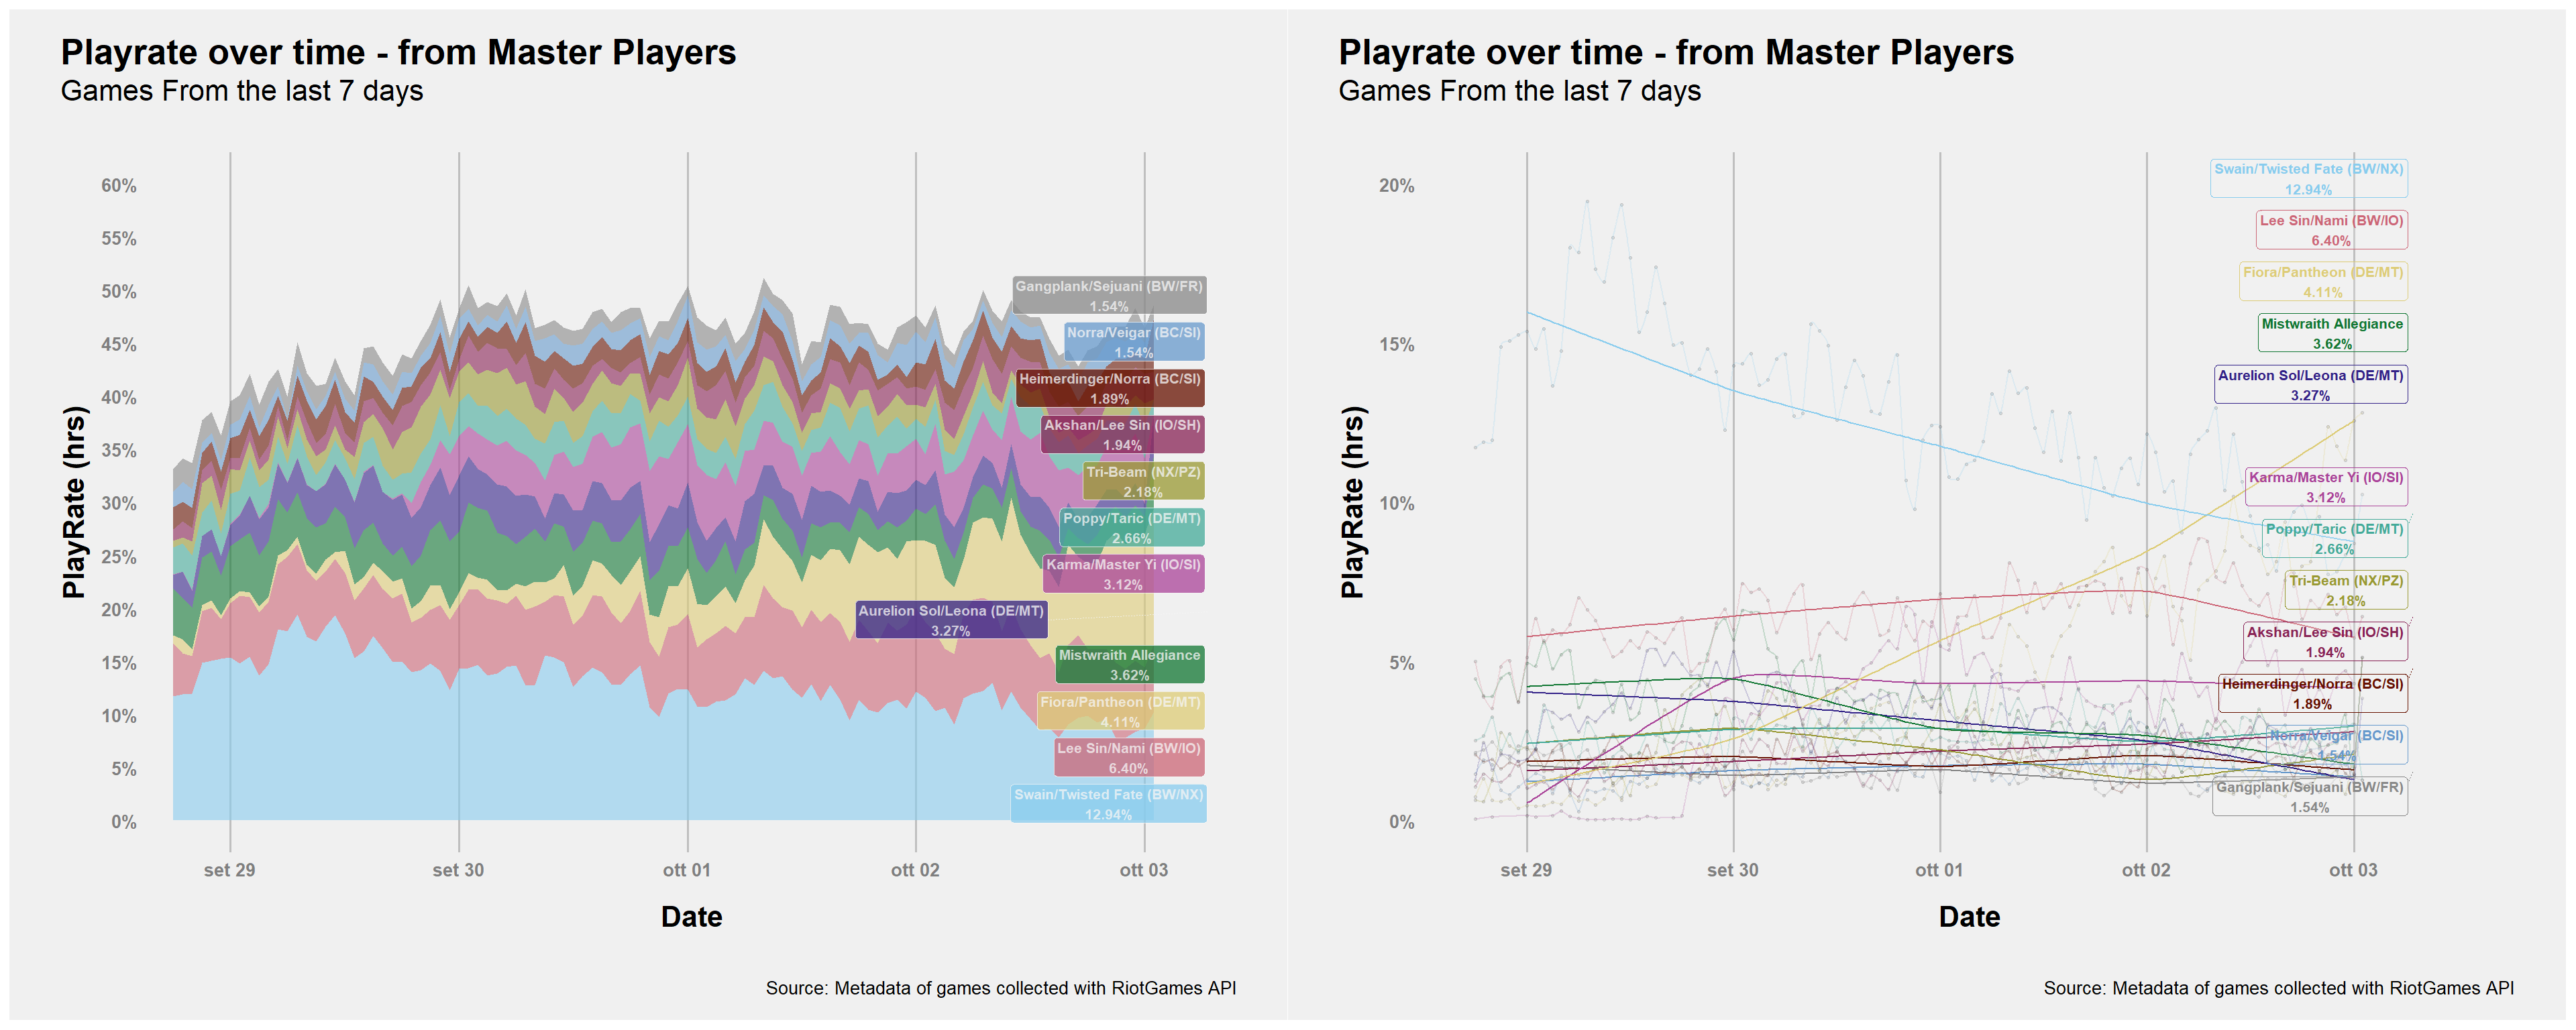 Playrate over time - from Master Players
Games From the last 7 days
PlayRate (hrs)
60%
55%
50%
45%
40%
35%
30%
25%
20%
15%
10%
5%
0%
Gangplank/Sejuani (BW/FR)
1.54%
Norra/Veigar (BC/SI)
1.54%
Heimerdinger/Norra (BC/SI)
1.89%
Akshan/Lee Sin (IO/SH)
1.94%
Tri-Beam (NX/PZ)
2.18%
Poppy/Taric (DE/MT)
2.66%
Karma/Master Yi (IO/SI)
3.12%
Aurelion Sol/Leona (DE/MT)
3.27%
Mistwraith Allegiance
3.62%
Fiora/Pantheon (DE/MT)
4.11%
Lee Sin/Nami (BW/IO)
6.40%
Swain/Twisted Fate (BW/NX)
12.94%
set 29
set 30
ott 01
ott 02
ott 03
Date
Source: Metadata of games collected with RiotGames API
Playrate over time - from Master Players
Games From the last 7 days
PlayRate (hrs)
20%
15%
10%
5%
0%
Swain/Twisted Fate (BW/NX)
12.94%
Lee Sin/Nami (BW/IO)
6.40%
Fiora/Pantheon (DE/MT)
4.11%
Mistwraith Allegiance
3.62%
Aurelion Sol/Leona (DE/MT)
3.27%
Karma/Master Yi (IO/SI)
3.12%
Poppy/Taric (DE/MT)
2.66%
Tri-Beam (NX/PZ)
2.18%
Akshan/Lee Sin (IO/SH)
1.94%
Heimerdinger/Norra (BC/SI)
1.89%
Norra/Veigar (BC/SI)
1.54%
Gangplank/Sejuani (BW/FR)
1.54%
set 29
set 30
ott 01
ott 02
ott 03
Date
Source: Metadata of games collected with RiotGames API